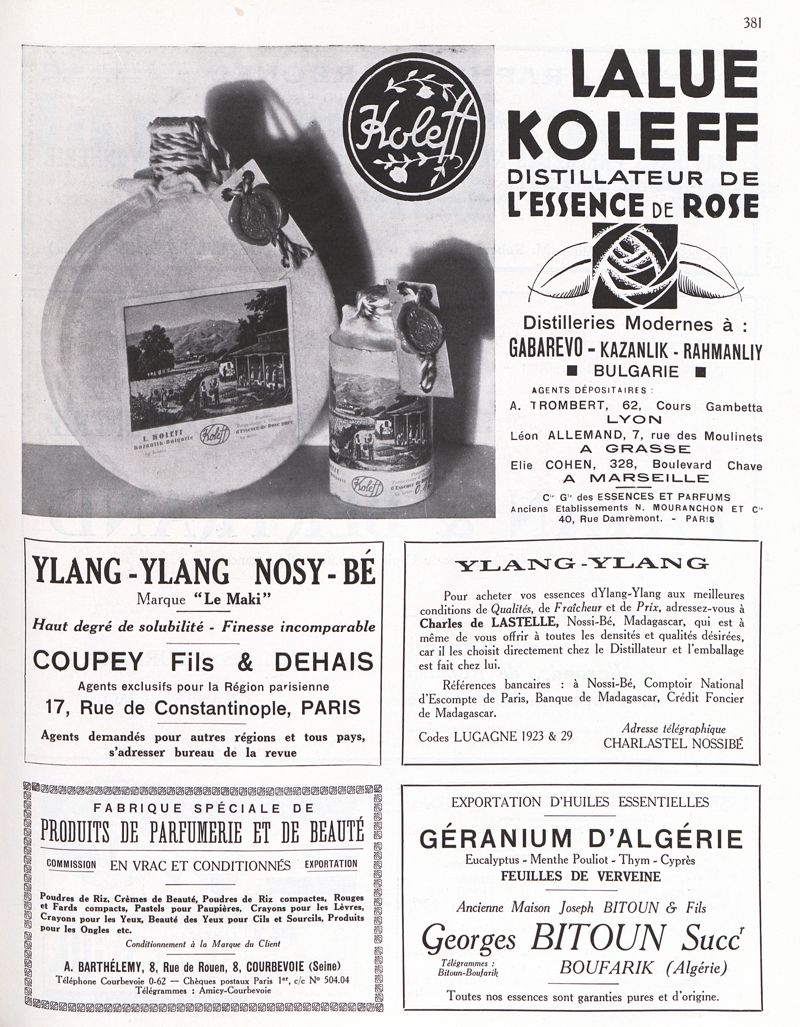 381
Koleff
I. KOLEFF
Kazanlik-Bulgarie
Koleff
d'Essence de Rose pure
Koleff
LALUE
KOLEFF
DISTILLATEUR DE
L'ESSENCE DE ROSE
Distilleries Modernes à :
GABAREVO - KAZANLIK - RAHMANLIY
BULGARIE
AGENTS DÉPOSITAIRES :
A. TROMBERT, 62, Cours Gambetta
LYON
Léon ALLEMAND, 7, rue des Moulinets
A GRASSE
Elie COHEN, 328, Boulevard Chave
A MARSEILLE
Cie Gle des ESSENCES ET PARFUMS
Anciens Etablissements N. MOURANCHON ET Cie
40, Rue Damrèmont. - PARIS
YLANG-YLANG NOSY-BÉ
Marque "Le Maki"
Haut degré de solubilité - Finesse incomparable
COUPEY Fils & DEHAIS
Agents exclusifs pour la Région parisienne
17, Rue de Constantinople, PARIS
Agents demandés pour autres régions et tous pays,
s'adresser bureau de la revue
YLANG-YLANG
Pour acheter vos essences dYlang-Ylang aux meilleures
conditions de Qualités, de Fraîcheur et de Prix, adressez-vous à
Charles de LASTELLE, Nossi-Bé, Madagascar, qui est à
même de vous offrir à toutes les densités et qualités désirées,
car il les choisit directement chez le Distillateur et l'emballage
est fait chez lui.
Références bancaires : à Nossi-Bé, Comptoir National
d'Escompte de Paris, Banque de Madagascar, Crédit Foncier
de Madagascar.
Codes LUGAGNE 1923 & 29
Adresse télégraphique
CHARLASTEL NOSSIBÉ
FABRIQUE SPÉCIALE DE
PRODUITS DE PARFUMERIE ET DE BEAUTÉ
COMMISSION EN VRAC ET CONDITIONNÉS EXPORTATION
Poudres de Riz, Crèmes de Beauté, Poudres de Riz compactes, Rouges
et Fards compacts, Pastels pour Paupières, Crayons pour les Lèvres,
Crayons pour les Yeux, Beauté des Yeux pour Cils et Sourcils, Produits
pour les Ongles etc.
Conditionnement à la Marque du Client
A. BARTHÉLEMY, 8, Rue de Rouen, 8, COURBEVOIE (Seine)
Téléphone Courbevoie 0-62 — Chèques postaux Paris 1er, c/c No 504.04
Télégrammes : Amicy-Courbevoie
EXPORTATION D'HUILES ESSENTIELLES
GÉRANIUM D'ALGÉRIE
Eucalyptus - Menthe Pouliot - Thym - Cyprès
FEUILLES DE VERVEINE
Ancienne Maison Joseph BITOUN & Fils
Georges BITOUN Succr
Télégrammes :
Bitoun-Boufarik
BOUFARIK (Algérie)
Toutes nos essences sont garanties pures et d'origine.